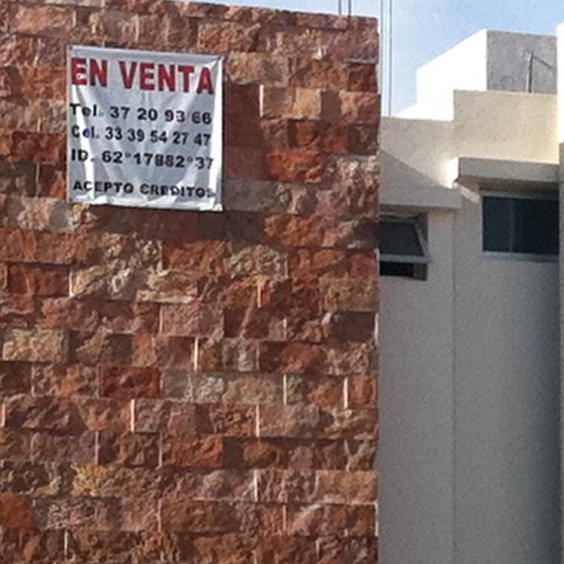 EN VENTA
Tel. 37 20 93 66
Cel. 33 39 54 27 47
ID. 62*17882*37
ACEPTO CREDITOS